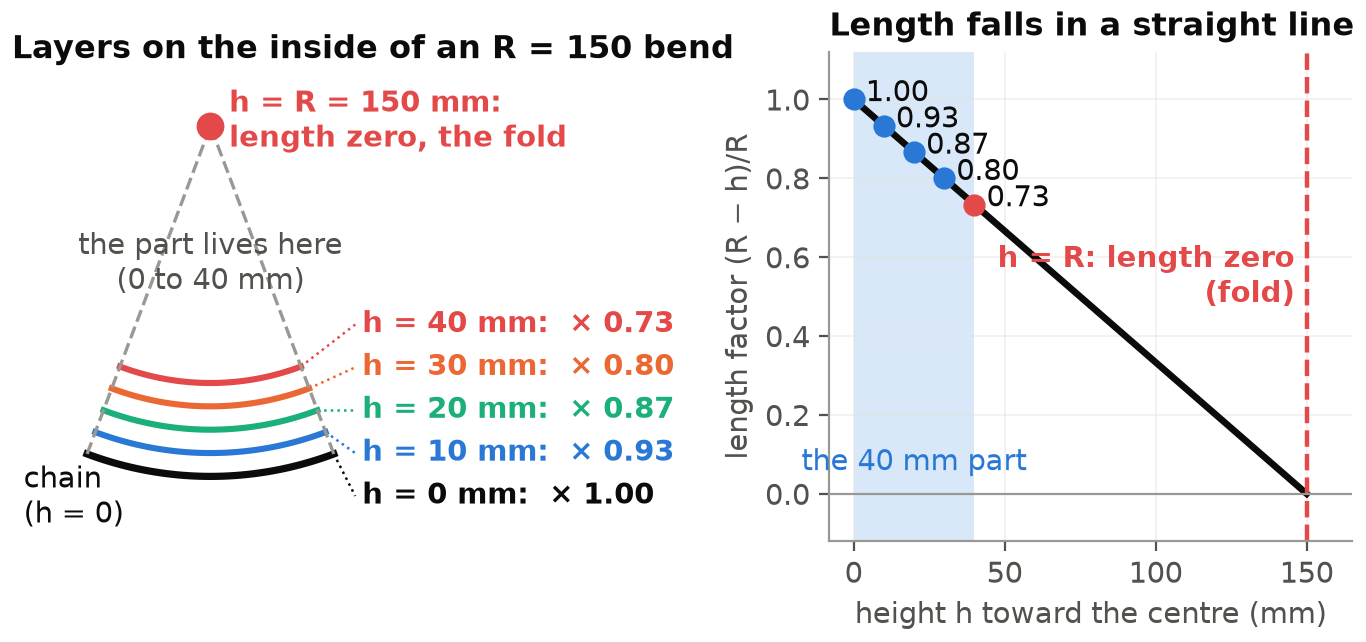 Layers on the inside of an R = 150 bend
h = R = 150 mm:
length zero, the fold
the part lives here
(0 to 40 mm)
h = 40 mm:  × 0.73
h = 30 mm:  × 0.80
h = 20 mm:  × 0.87
h = 10 mm:  × 0.93
h = 0 mm:  × 1.00
chain
(h = 0)
Length falls in a straight line
length factor (R − h)/R
1.0
0.8
0.6
0.4
0.2
0.0
1.00
0.93
0.87
0.80
0.73
h = R: length zero
(fold)
the 40 mm part
0
50
100
150
height h toward the centre (mm)